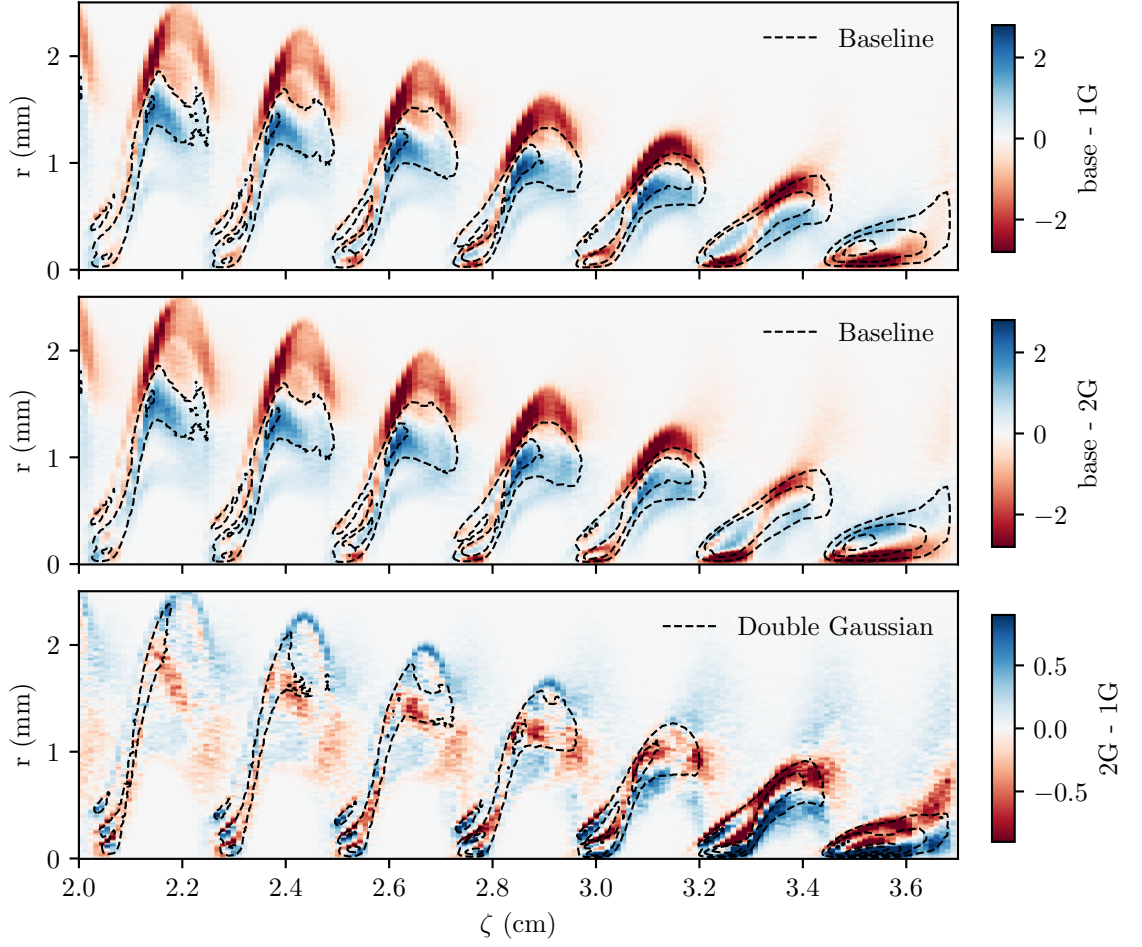 2
1
0
r (mm)
Baseline
2
0
−2
base - 1G
2
1
0
r (mm)
Baseline
2
0
−2
base - 2G
2
1
0
r (mm)
Double Gaussian
0.5
0.0
−0.5
2G - 1G
2.0 2.2 2.4 2.6 2.8 3.0 3.2 3.4 3.6
ζ (cm)